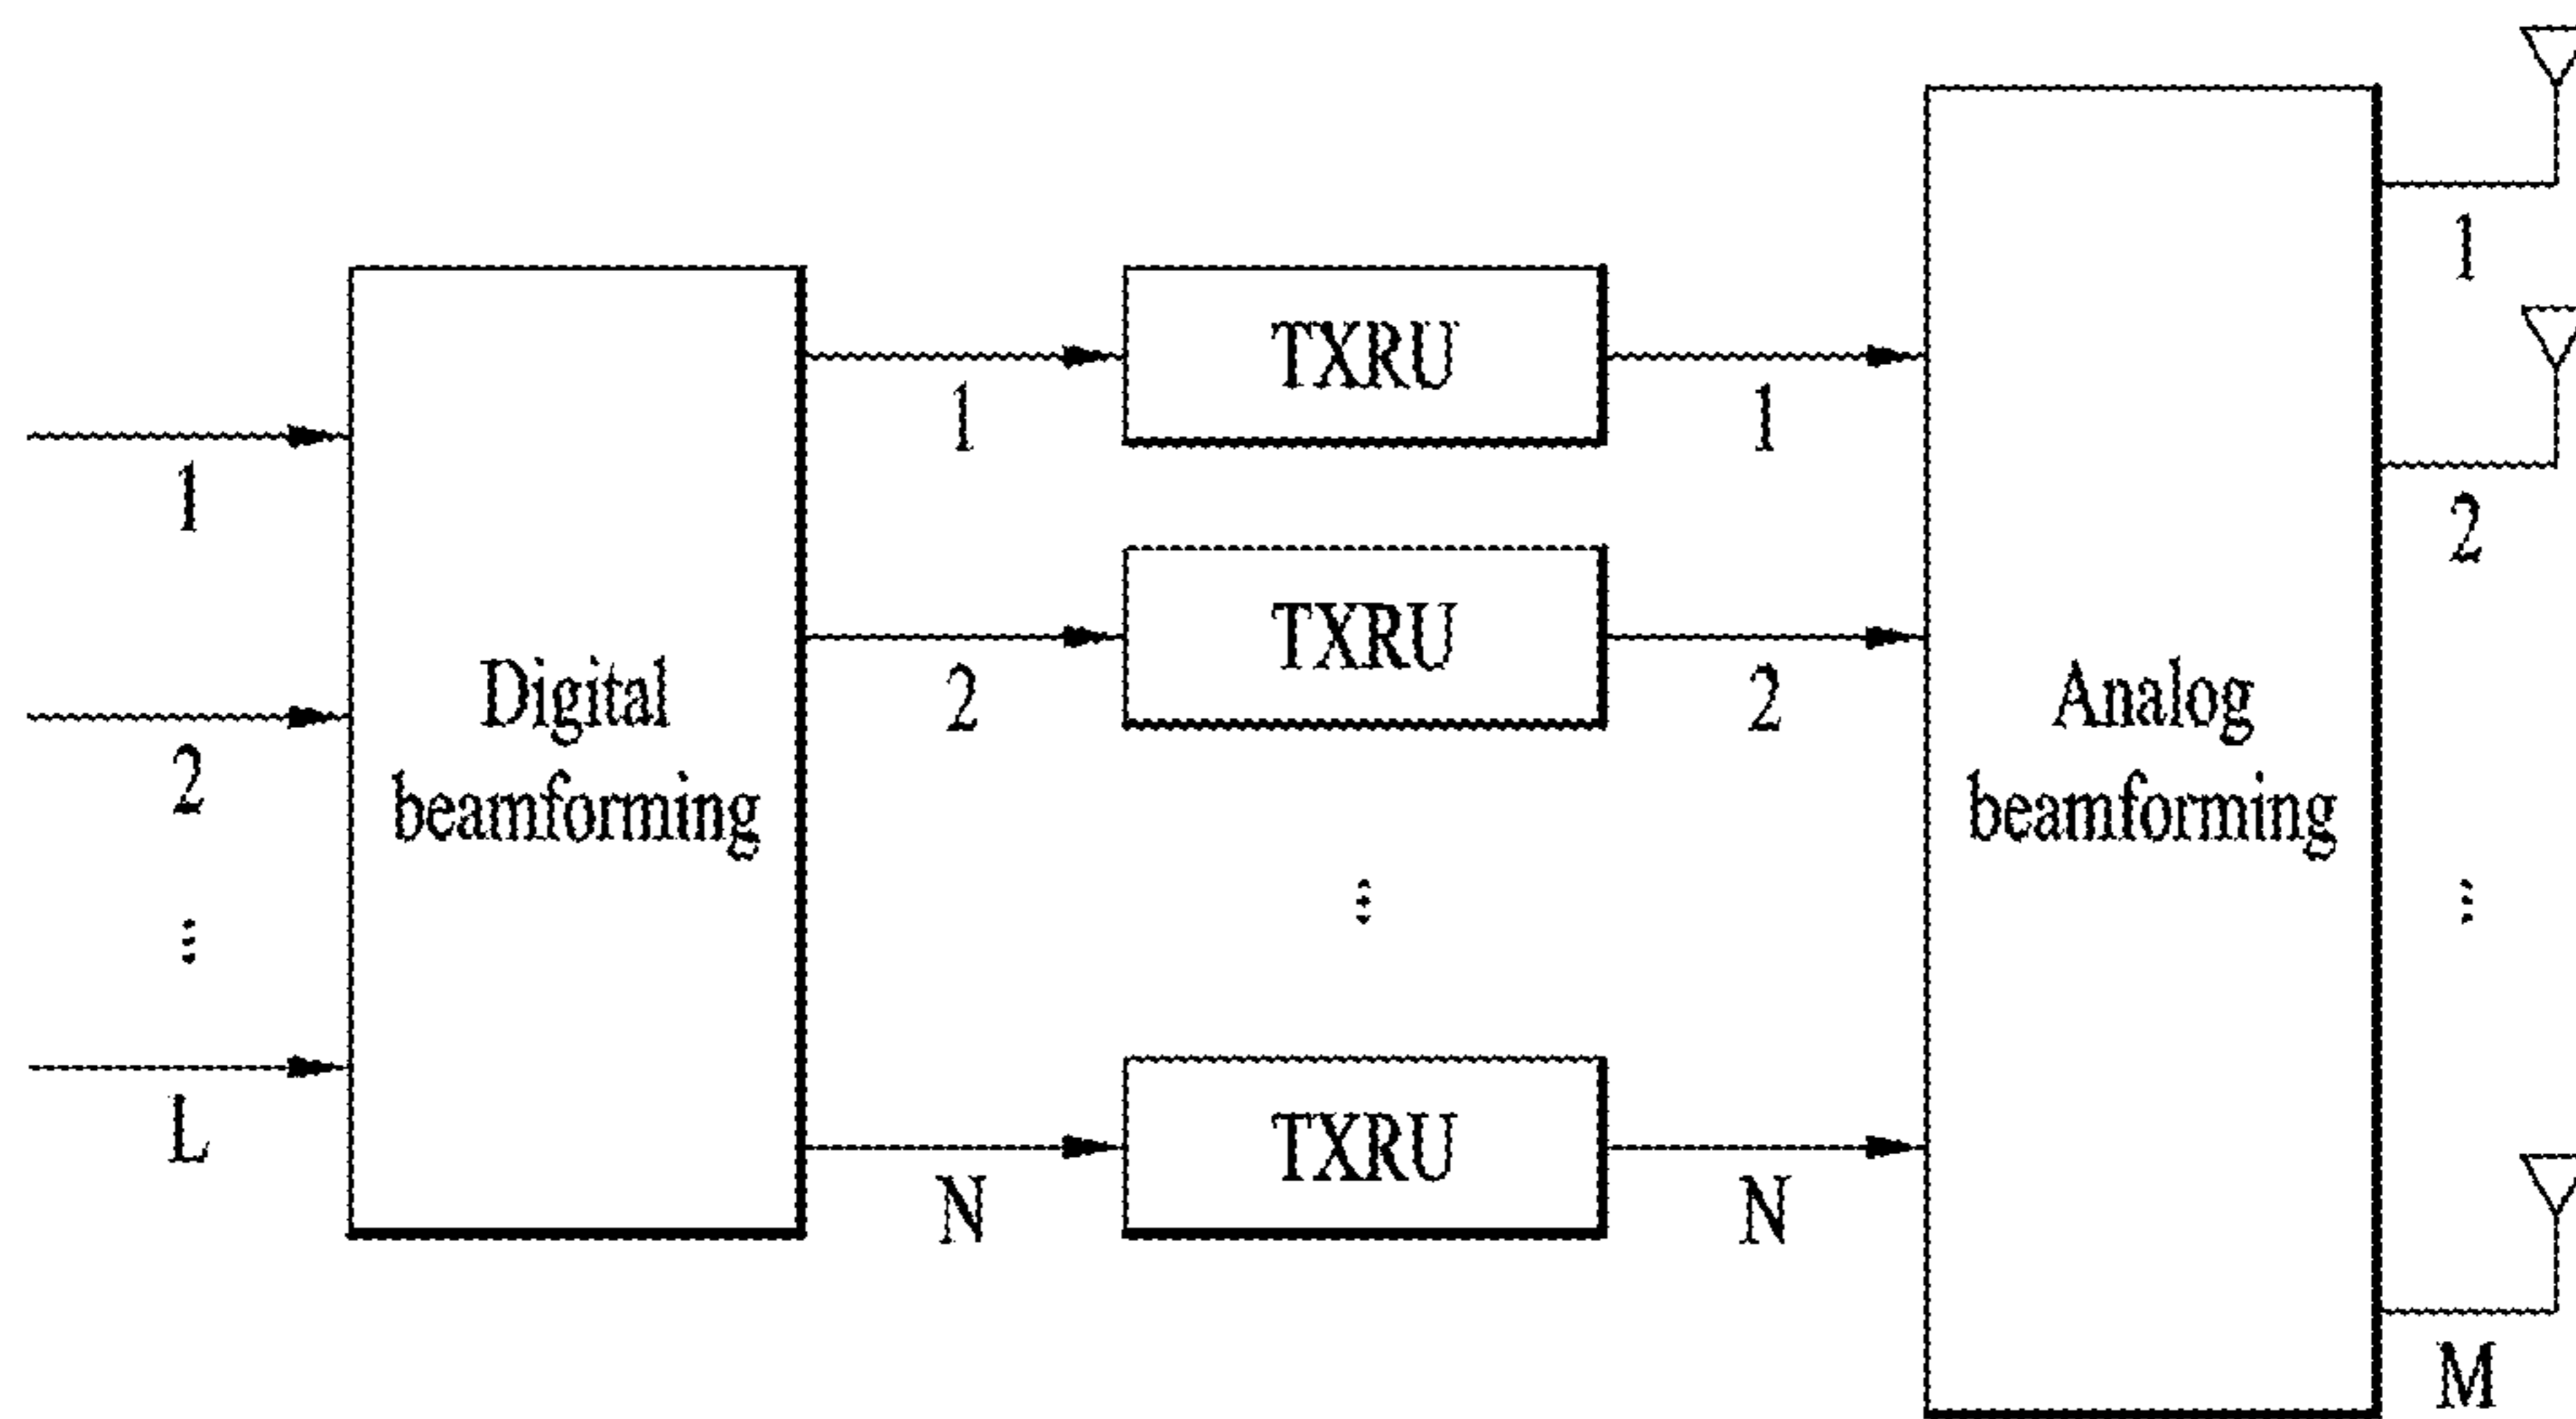 1
2
⋮
L
Digital
beamforming
1
2
N
TXRU
TXRU
⋮
TXRU
1
2
N
Analog
beamforming
1
2
⋮
M